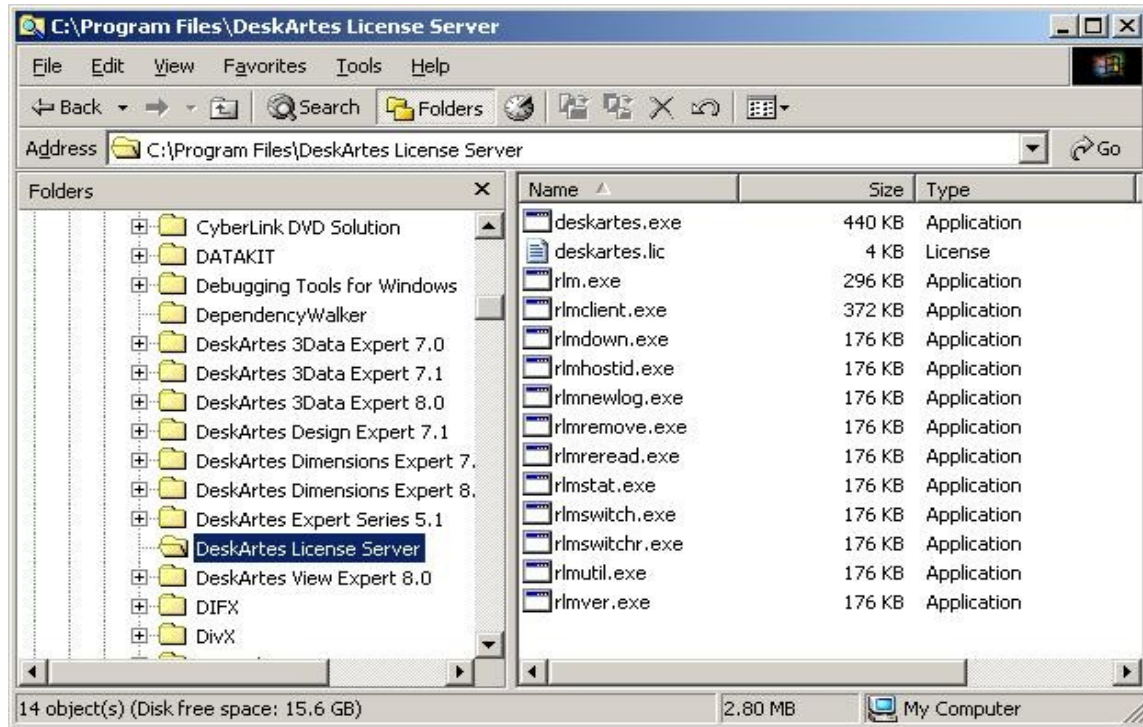 C:\Program Files\DeskArtes License Server
File Edit View Favorites Tools Help
Back Search Folders
Address C:\Program Files\DeskArtes License Server Go
Folders
CyberLink DVD Solution
DATAKIT
Debugging Tools for Windows
DependencyWalker
DeskArtes 3Data Expert 7.0
DeskArtes 3Data Expert 7.1
DeskArtes 3Data Expert 8.0
DeskArtes Design Expert 7.1
DeskArtes Dimensions Expert 7.
DeskArtes Dimensions Expert 8.
DeskArtes Expert Series 5.1
DeskArtes License Server
DeskArtes View Expert 8.0
DIFX
DivX
Name Size Type
deskartes.exe 440 KB Application
deskartes.lic 4 KB License
rlm.exe 296 KB Application
rlmclient.exe 372 KB Application
rlmdown.exe 176 KB Application
rlmhostid.exe 176 KB Application
rlmnewlog.exe 176 KB Application
rlmremove.exe 176 KB Application
rlmreread.exe 176 KB Application
rlmstat.exe 176 KB Application
rlmswitch.exe 176 KB Application
rlmswitchr.exe 176 KB Application
rlmutil.exe 176 KB Application
rlmver.exe 176 KB Application
14 object(s) (Disk free space: 15.6 GB) 2.80 MB My Computer